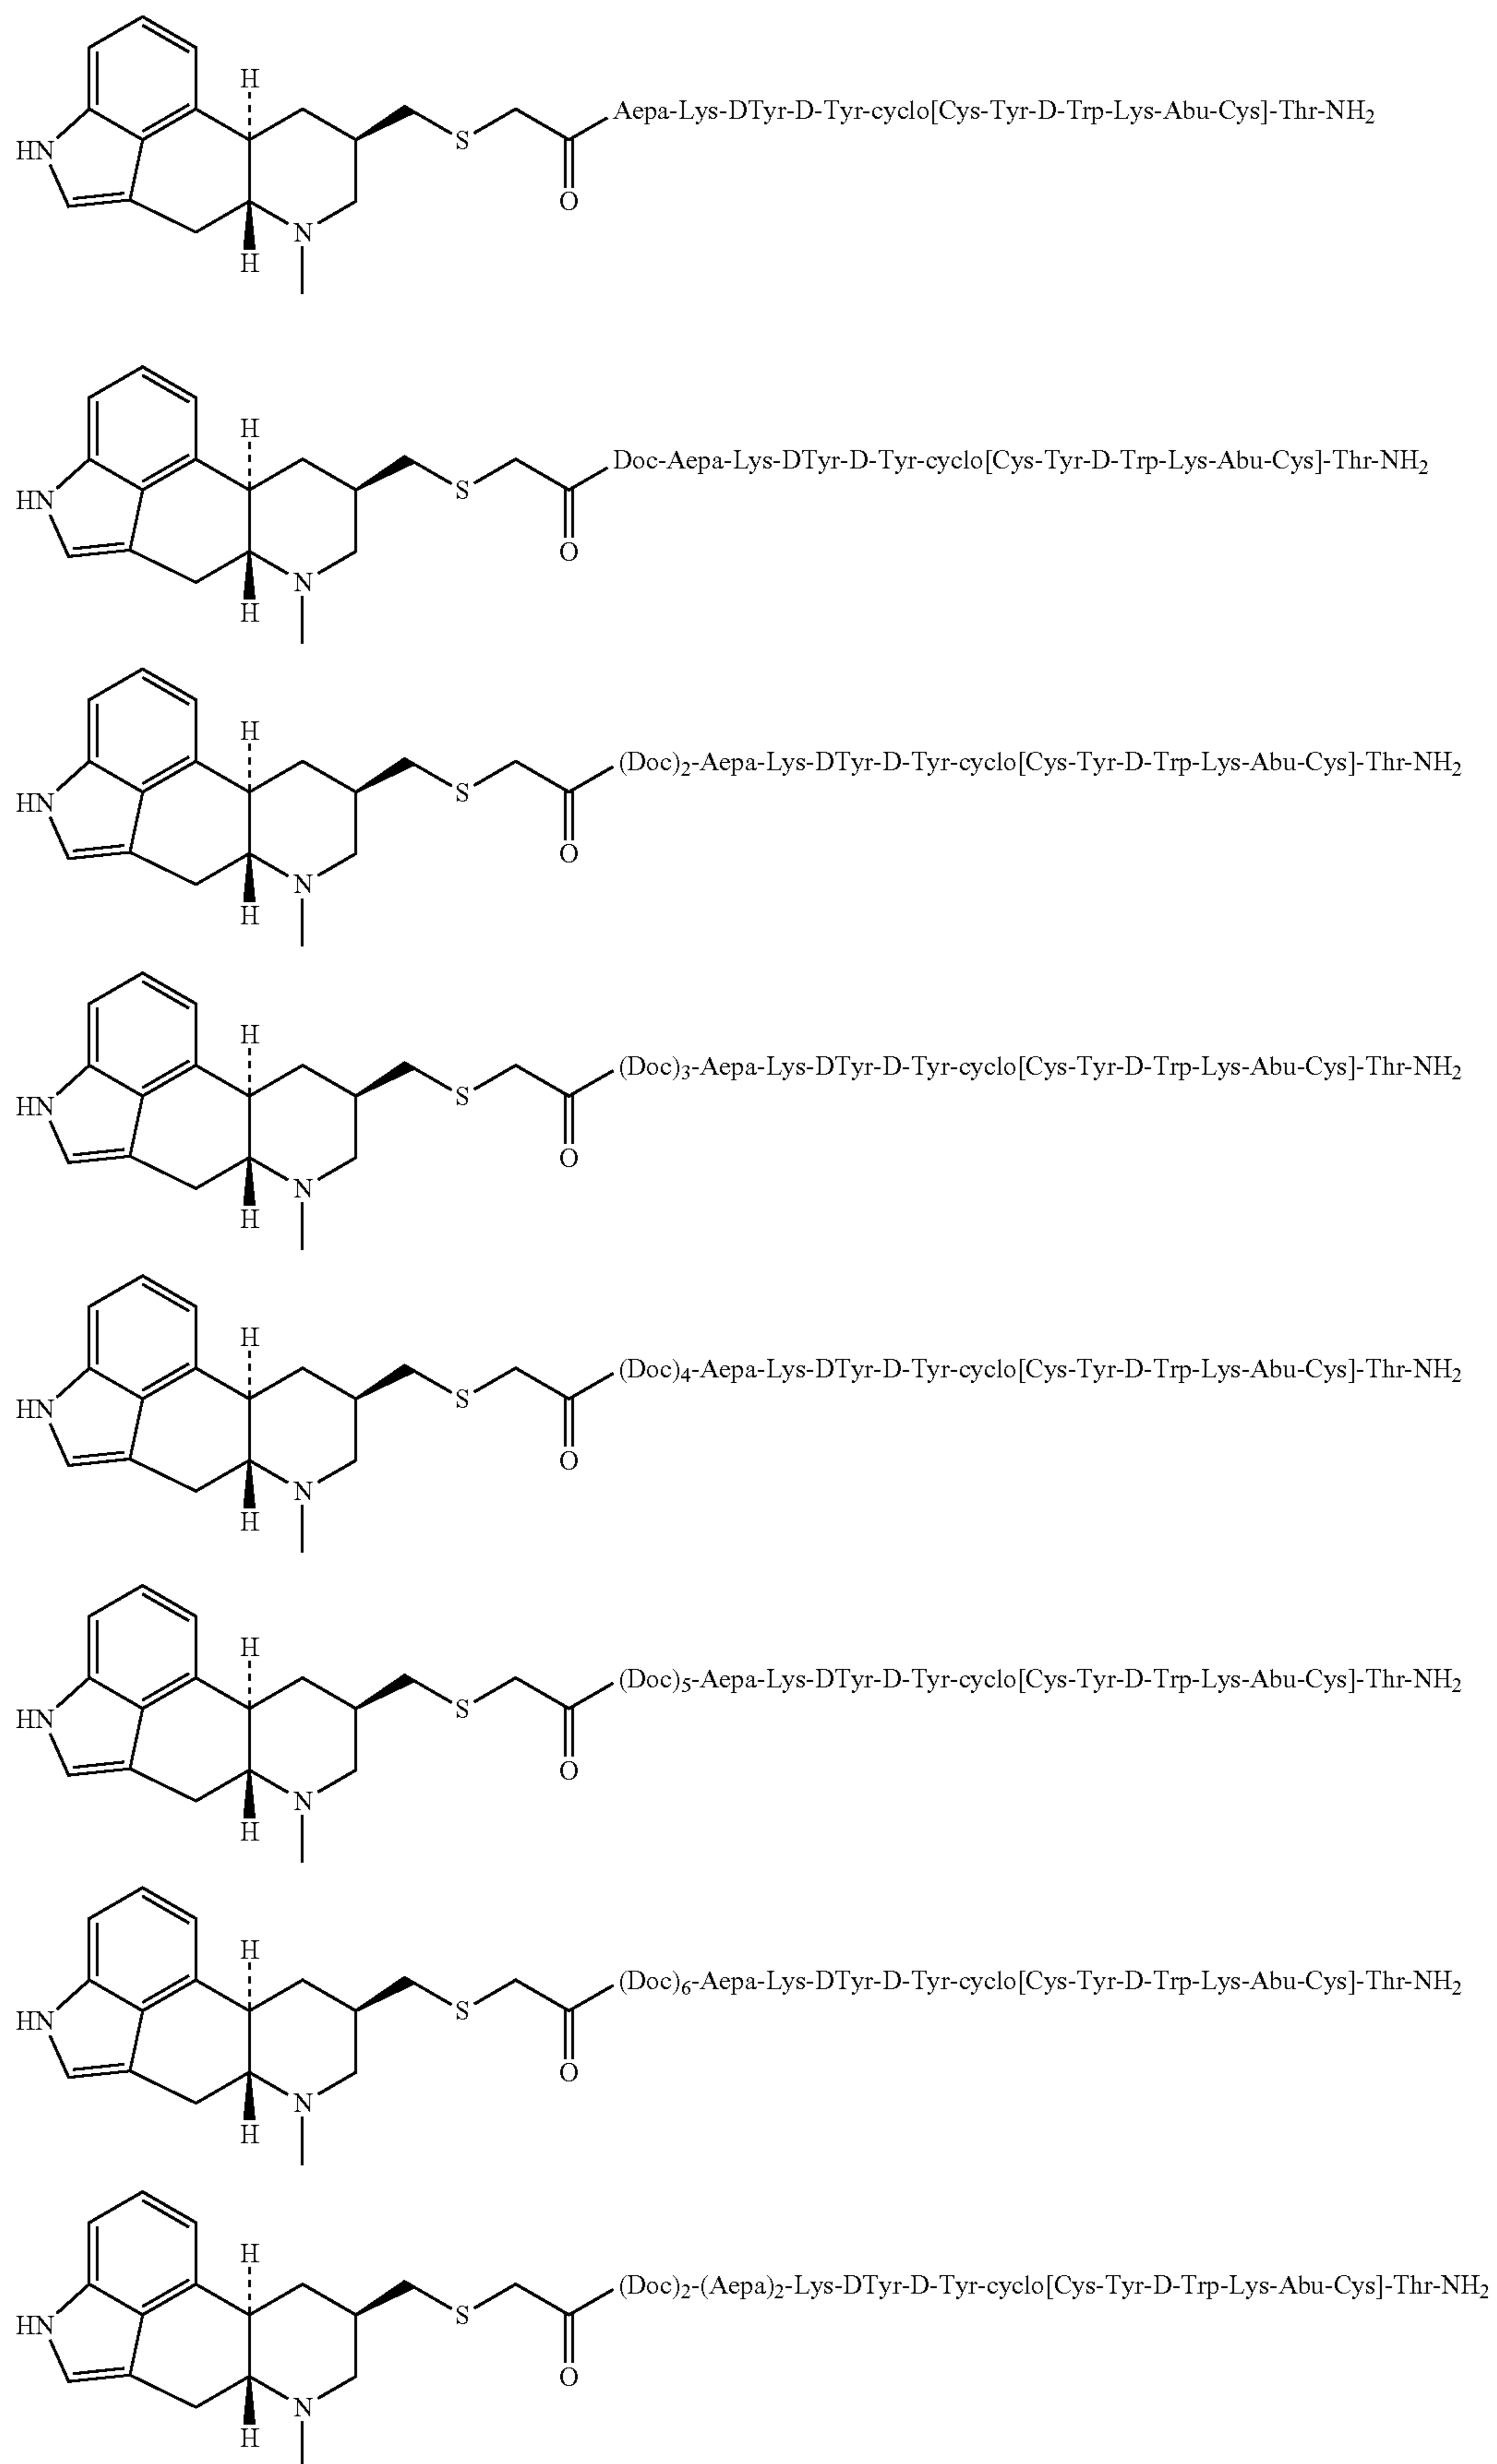 H
Aepa-Lys-DTyr-D-Tyr-cyclo[Cys-Tyr-D-Trp-Lys-Abu-Cys]-Thr-NH2
HN
S
O
N
H
H
Doc-Aepa-Lys-DTyr-D-Tyr-cyclo[Cys-Tyr-D-Trp-Lys-Abu-Cys]-Thr-NH2
HN
S
O
N
H
H
(Doc)2-Aepa-Lys-DTyr-D-Tyr-cyclo[Cys-Tyr-D-Trp-Lys-Abu-Cys]-Thr-NH2
HN
S
O
N
H
H
(Doc)3-Aepa-Lys-DTyr-D-Tyr-cyclo[Cys-Tyr-D-Trp-Lys-Abu-Cys]-Thr-NH2
HN
S
O
N
H
H
(Doc)4-Aepa-Lys-DTyr-D-Tyr-cyclo[Cys-Tyr-D-Trp-Lys-Abu-Cys]-Thr-NH2
HN
S
O
N
H
H
(Doc)5-Aepa-Lys-DTyr-D-Tyr-cyclo[Cys-Tyr-D-Trp-Lys-Abu-Cys]-Thr-NH2
HN
S
O
N
H
H
(Doc)6-Aepa-Lys-DTyr-D-Tyr-cyclo[Cys-Tyr-D-Trp-Lys-Abu-Cys]-Thr-NH2
HN
S
O
N
H
H
(Doc)2-(Aepa)2-Lys-DTyr-D-Tyr-cyclo[Cys-Tyr-D-Trp-Lys-Abu-Cys]-Thr-NH2
HN
S
O
N
H